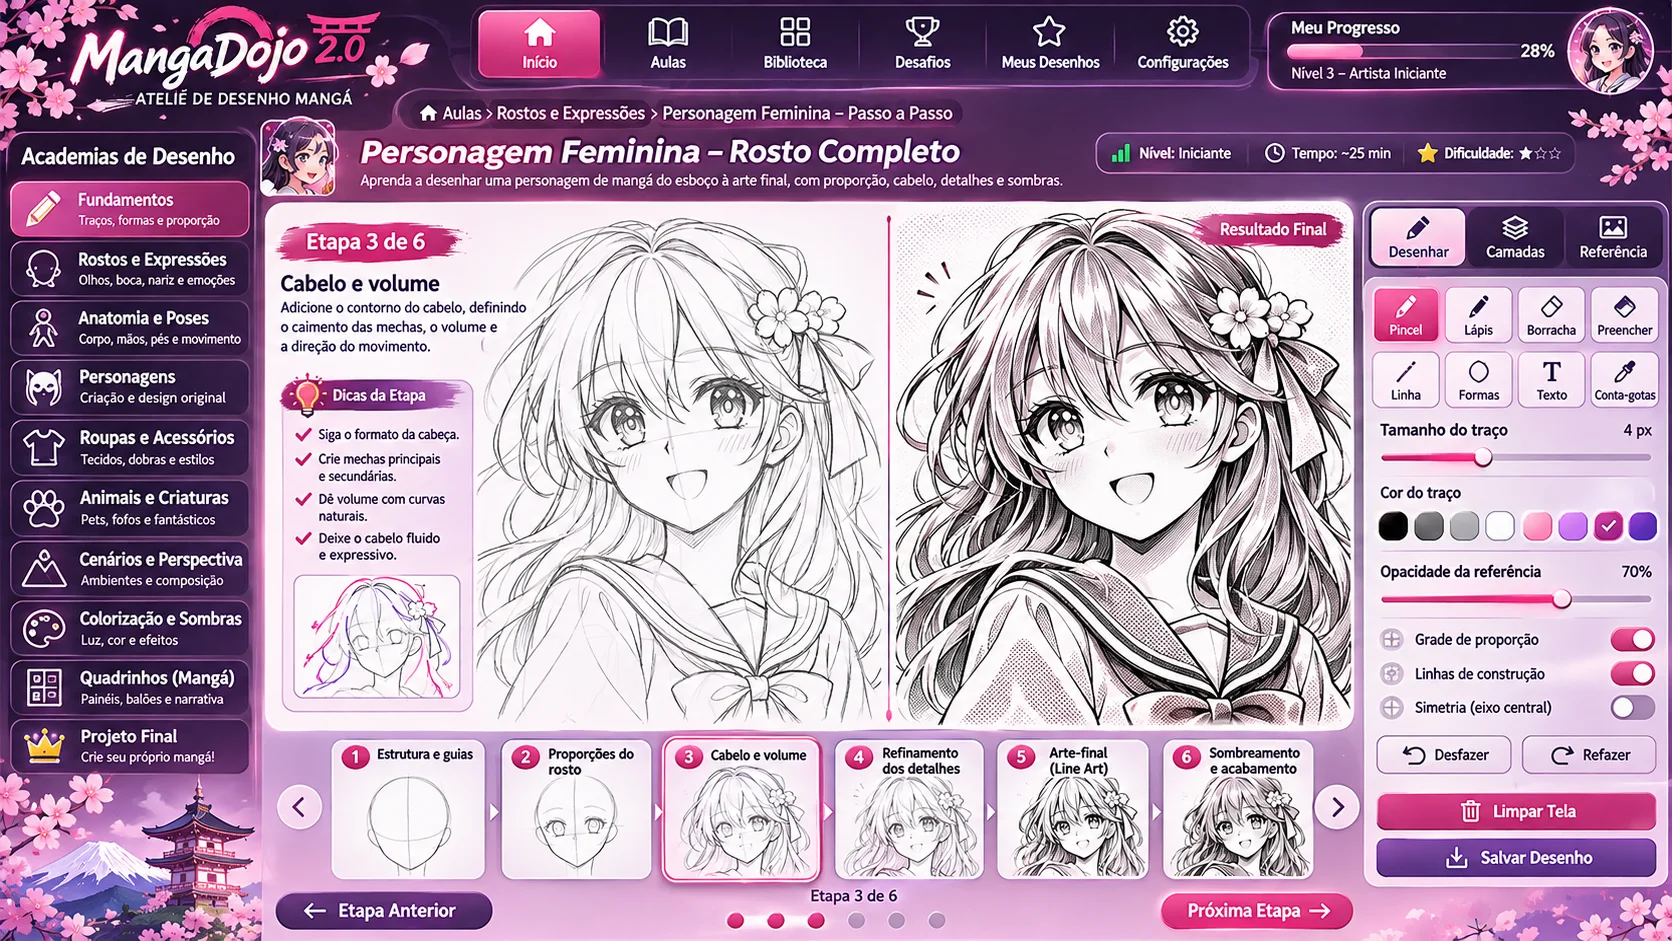 MangaDojo 2.0
ATELIÊ DE DESENHO MANGÁ
Início
Aulas
Biblioteca
Desafios
Meus Desenhos
Configurações
Meu Progresso
28%
Nível 3 – Artista Iniciante
Aulas > Rostos e Expressões > Personagem Feminina – Passo a Passo
Personagem Feminina – Rosto Completo
Aprenda a desenhar uma personagem de mangá do esboço à arte final, com proporção, cabelo, detalhes e sombras.
Nível: Iniciante
Tempo: ~25 min
Dificuldade: ★☆☆
Academias de Desenho
Fundamentos
Traços, formas e proporção
Rostos e Expressões
Olhos, boca, nariz e emoções
Anatomia e Poses
Corpo, mãos, pés e movimento
Personagens
Criação e design original
Roupas e Acessórios
Tecidos, dobras e estilos
Animais e Criaturas
Pets, fofos e fantásticos
Cenários e Perspectiva
Ambientes e composição
Colorização e Sombras
Luz, cor e efeitos
Quadrinhos (Mangá)
Painéis, balões e narrativa
Projeto Final
Crie seu próprio mangá!
Etapa 3 de 6
Cabelo e volume
Adicione o contorno do cabelo, definindo
o caimento das mechas, o volume e
a direção do movimento.
Dicas da Etapa
Siga o formato da cabeça.
Crie mechas principais
e secundárias.
Dê volume com curvas
naturais.
Deixe o cabelo fluido
e expressivo.
Resultado Final
1 Estrutura e guias
2 Proporções do
rosto
3 Cabelo e volume
4 Refinamento
dos detalhes
5 Arte-final
(Line Art)
6 Sombreamento
e acabamento
Etapa Anterior
Etapa 3 de 6
Próxima Etapa
Desenhar
Camadas
Referência
Pincel
Lápis
Borracha
Preencher
Linha
Formas
T
Texto
Conta-gotas
Tamanho do traço 4 px
Cor do traço
Opacidade da referência 70%
Grade de proporção
Linhas de construção
Simetria (eixo central)
Desfazer
Refazer
Limpar Tela
Salvar Desenho